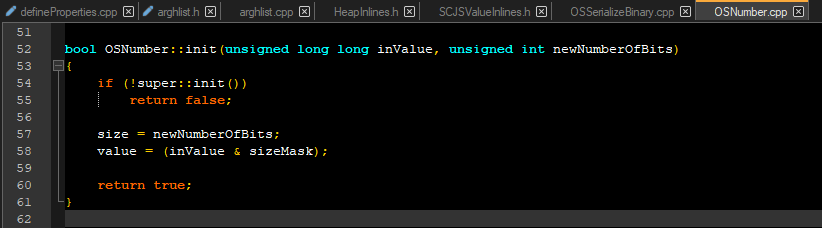 defineProperties.cpp arghlist.h arghlist.cpp HeapInlines.h SCJSValueInlines.h OSSerializeBinary.cpp OSNumber.cpp
51
52 bool OSNumber::init(unsigned long long inValue, unsigned int newNumberOfBits)
53 {
54 if (!super::init())
55 return false;
56
57 size = newNumberOfBits;
58 value = (inValue & sizeMask);
59
60 return true;
61 }
62